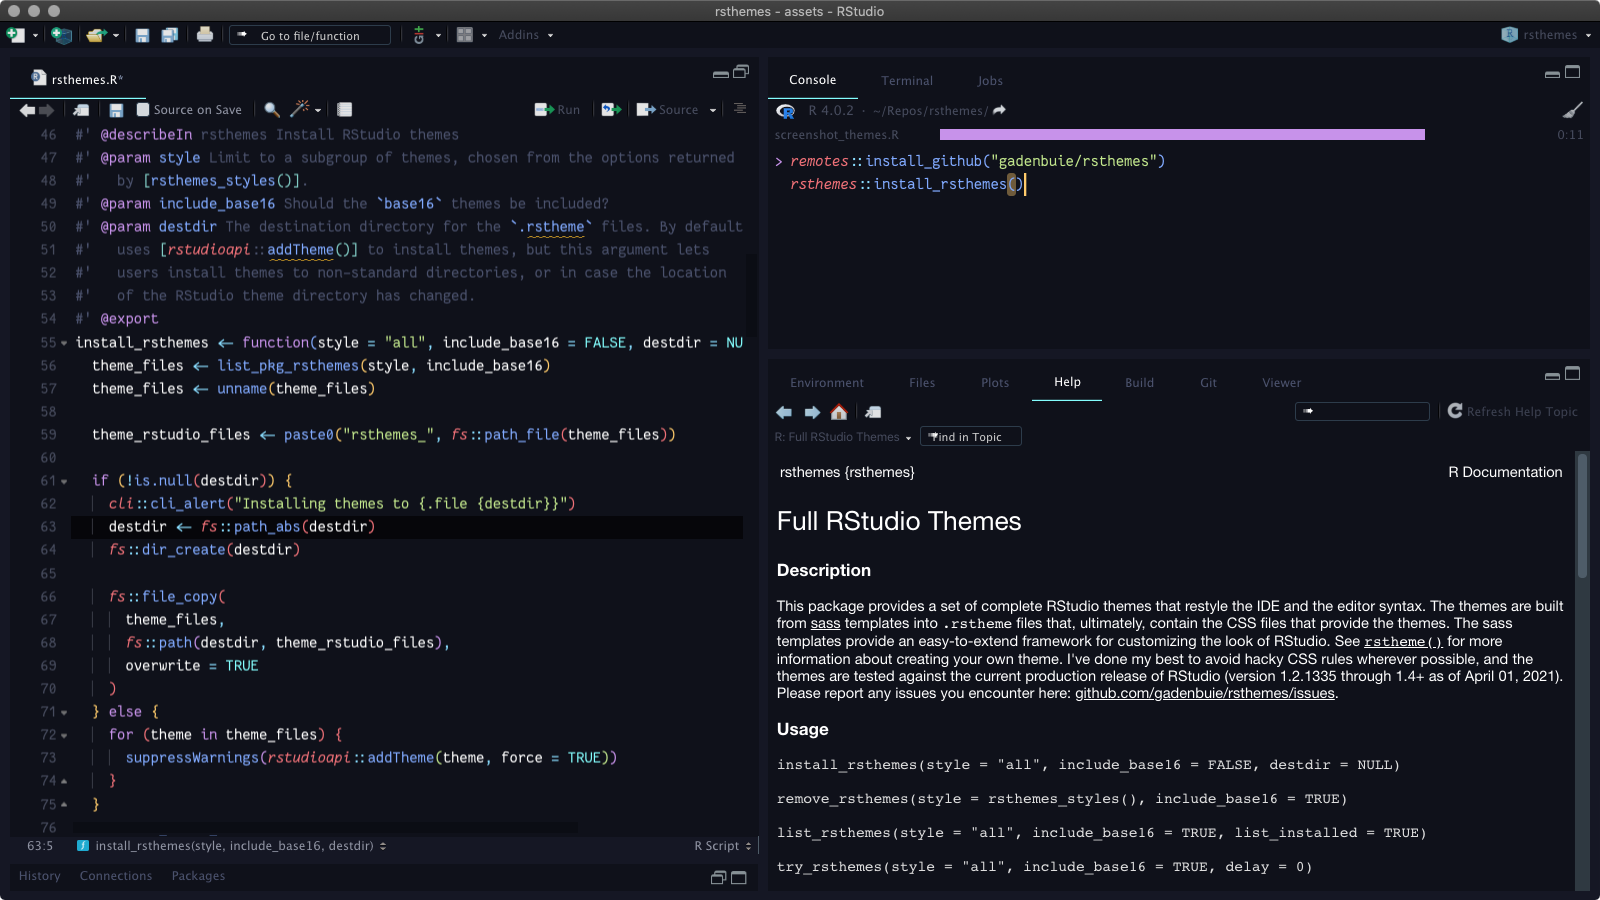 rsthemes - assets - RStudio
Go to file/function
Addins
rsthemes
rsthemes.R*
Source on Save
Run
Source
46 #' @describeIn rsthemes Install RStudio themes
47 #' @param style Limit to a subgroup of themes, chosen from the options returned
48 #'   by [rsthemes_styles()].
49 #' @param include_base16 Should the `base16` themes be included?
50 #' @param destdir The destination directory for the `.rstheme` files. By default
51 #'   uses [rstudioapi::addTheme()] to install themes, but this argument lets
52 #'   users install themes to non-standard directories, or in case the location
53 #'   of the RStudio theme directory has changed.
54 #' @export
55 install_rsthemes <- function(style = "all", include_base16 = FALSE, destdir = NU
56   theme_files <- list_pkg_rsthemes(style, include_base16)
57   theme_files <- unname(theme_files)
58
59   theme_rstudio_files <- paste0("rsthemes_", fs::path_file(theme_files))
60
61   if (!is.null(destdir)) {
62     cli::cli_alert("Installing themes to {.file {destdir}}")
63     destdir <- fs::path_abs(destdir)
64     fs::dir_create(destdir)
65
66     fs::file_copy(
67       theme_files,
68       fs::path(destdir, theme_rstudio_files),
69       overwrite = TRUE
70     )
71   } else {
72     for (theme in theme_files) {
73       suppressWarnings(rstudioapi::addTheme(theme, force = TRUE))
74     }
75   }
76
63:5 install_rsthemes(style, include_base16, destdir) R Script
History Connections Packages
Console Terminal Jobs
R 4.0.2 · ~/Repos/rsthemes/
screenshot_themes.R 0:11
> remotes::install_github("gadenbuie/rsthemes")
  rsthemes::install_rsthemes()
Environment Files Plots Help Build Git Viewer
Refresh Help Topic
R: Full RStudio Themes Find in Topic
rsthemes {rsthemes} R Documentation
Full RStudio Themes
Description
This package provides a set of complete RStudio themes that restyle the IDE and the editor syntax. The themes are built
from sass templates into .rstheme files that, ultimately, contain the CSS files that provide the themes. The sass
templates provide an easy-to-extend framework for customizing the look of RStudio. See rstheme() for more
information about creating your own theme. I've done my best to avoid hacky CSS rules wherever possible, and the
themes are tested against the current production release of RStudio (version 1.2.1335 through 1.4+ as of April 01, 2021).
Please report any issues you encounter here: github.com/gadenbuie/rsthemes/issues.
Usage
install_rsthemes(style = "all", include_base16 = FALSE, destdir = NULL)
remove_rsthemes(style = rsthemes_styles(), include_base16 = TRUE)
list_rsthemes(style = "all", include_base16 = TRUE, list_installed = TRUE)
try_rsthemes(style = "all", include_base16 = TRUE, delay = 0)